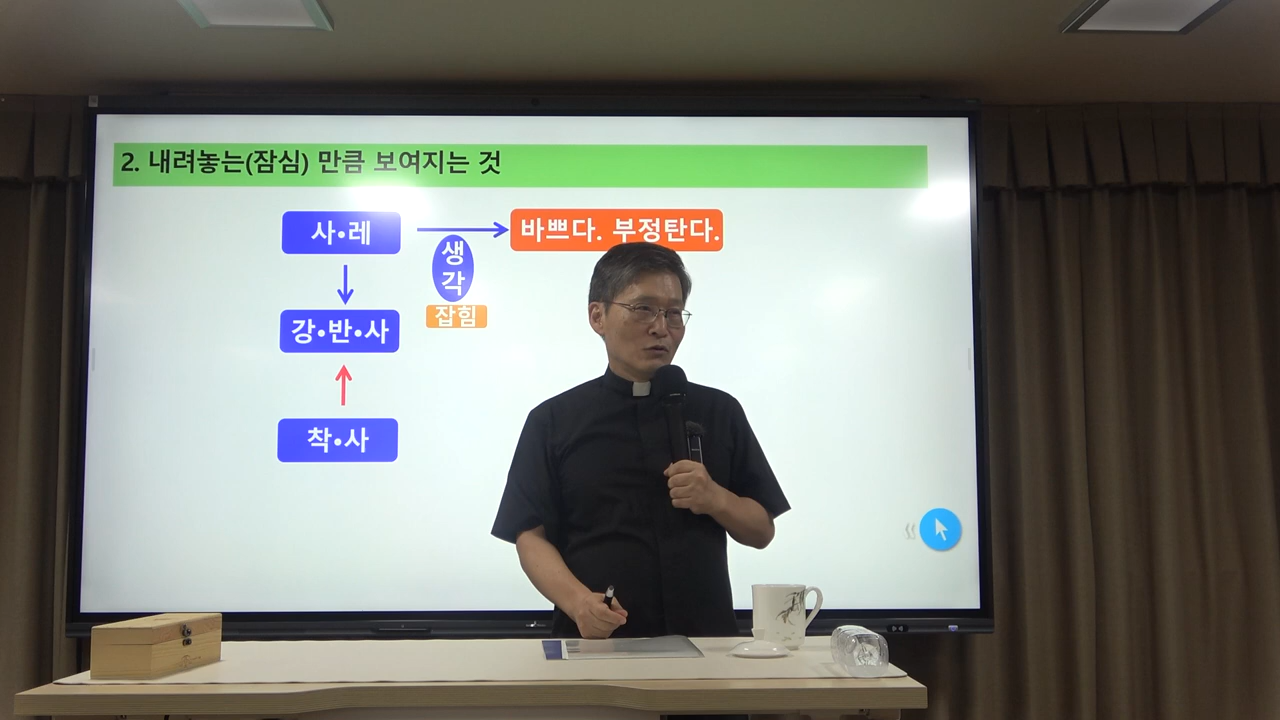 2. 내려놓는(잠심) 만큼 보여지는 것
사•레
바쁘다. 부정탄다.
생
각
잡힘
강•반•사
착•사